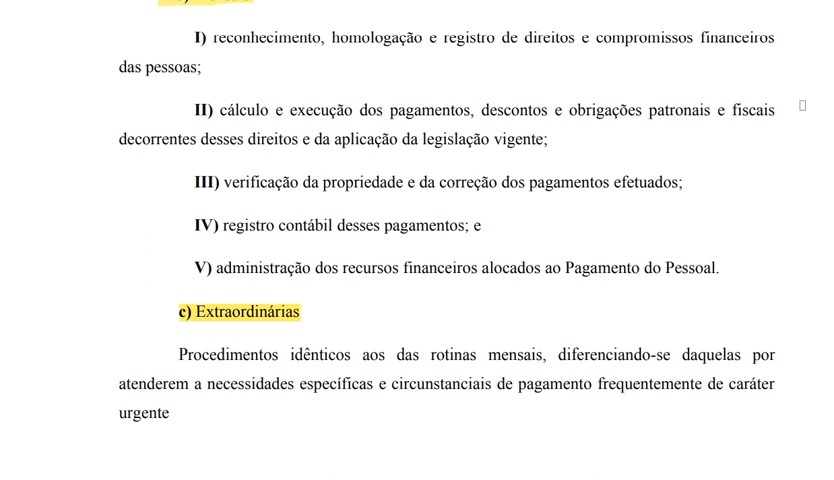 I) reconhecimento, homologação e registro de direitos e compromissos financeiros
das pessoas;
II) cálculo e execução dos pagamentos, descontos e obrigações patronais e fiscais
decorrentes desses direitos e da aplicação da legislação vigente;
III) verificação da propriedade e da correção dos pagamentos efetuados;
IV) registro contábil desses pagamentos; e
V) administração dos recursos financeiros alocados ao Pagamento do Pessoal.
c) Extraordinárias
Procedimentos idênticos aos das rotinas mensais, diferenciando-se daquelas por
atenderem a necessidades específicas e circunstanciais de pagamento frequentemente de caráter
urgente